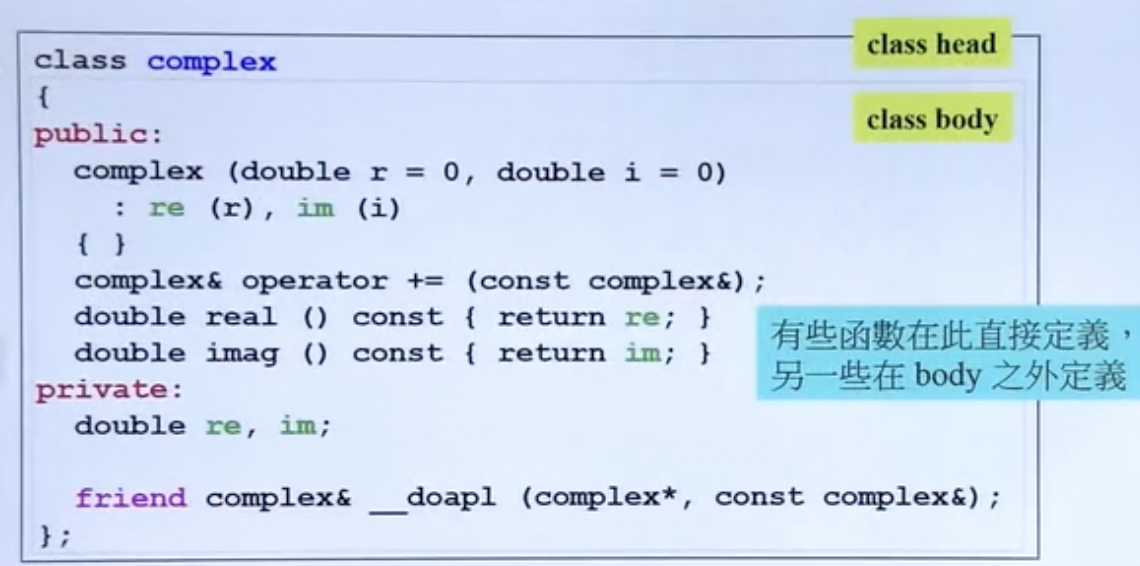 class head
class complex
{
class body
public:
complex (double r = 0, double i = 0)
: re (r), im (i)
{ }
complex& operator += (const complex&);
double real () const { return re; }
double imag () const { return im; }
有些函數在此直接定義，
另一些在 body 之外定義
private:
double re, im;
friend complex& __doapl (complex*, const complex&);
};